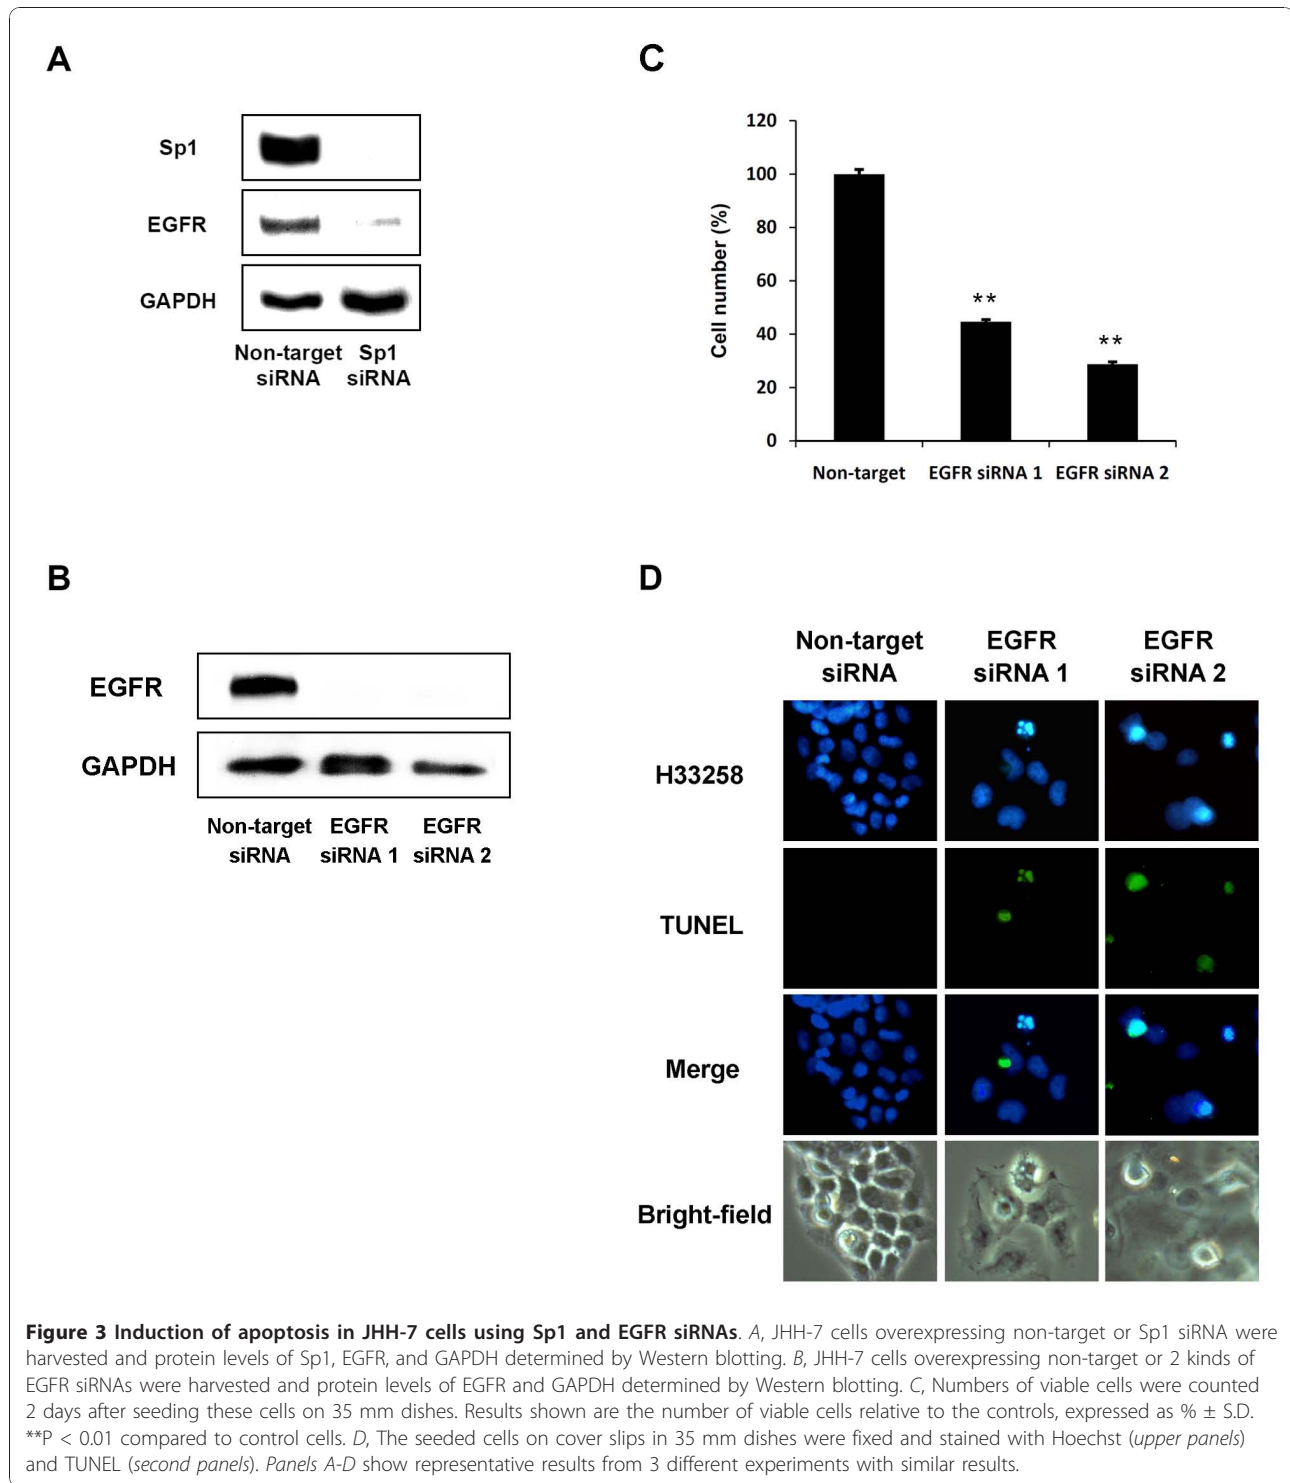 A
Sp1
EGFR
GAPDH
Non-target Sp1
siRNA siRNA
B
EGFR
GAPDH
Non-target EGFR EGFR
siRNA siRNA 1 siRNA 2
C
Cell number (%)
120
100
80
60
40
20
0
**
**
Non-target EGFR siRNA 1 EGFR siRNA 2
D
Non-target EGFR EGFR
siRNA siRNA 1 siRNA 2
H33258
TUNEL
Merge
Bright-field
Figure 3 Induction of apoptosis in JHH-7 cells using Sp1 and EGFR siRNAs. A, JHH-7 cells overexpressing non-target or Sp1 siRNA were
harvested and protein levels of Sp1, EGFR, and GAPDH determined by Western blotting. B, JHH-7 cells overexpressing non-target or 2 kinds of
EGFR siRNAs were harvested and protein levels of EGFR and GAPDH determined by Western blotting. C, Numbers of viable cells were counted
2 days after seeding these cells on 35 mm dishes. Results shown are the number of viable cells relative to the controls, expressed as % ± S.D.
**P < 0.01 compared to control cells. D, The seeded cells on cover slips in 35 mm dishes were fixed and stained with Hoechst (upper panels)
and TUNEL (second panels). Panels A-D show representative results from 3 different experiments with similar results.